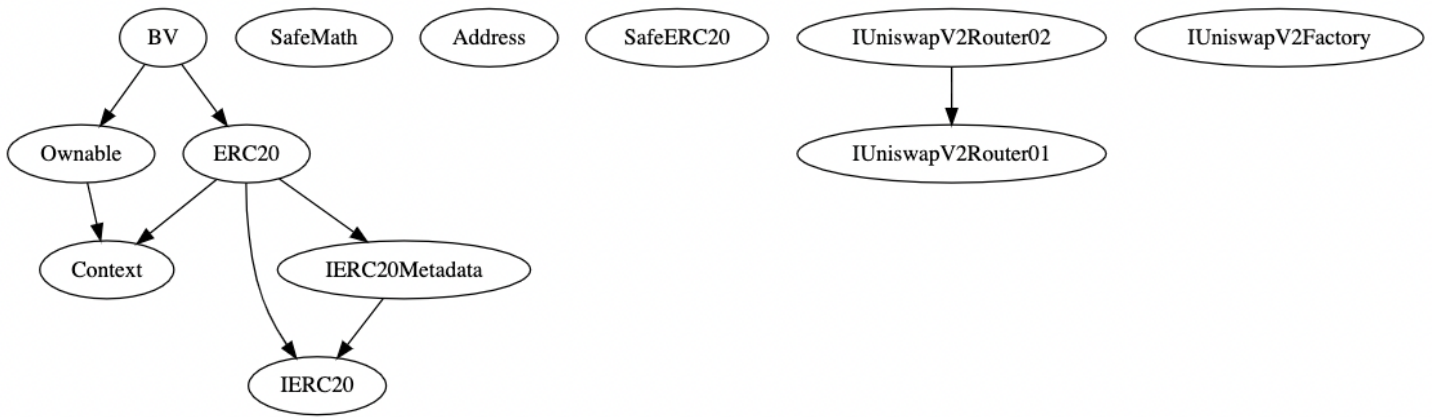 BV
SafeMath
Address
SafeERC20
IUniswapV2Router02
IUniswapV2Factory
Ownable
ERC20
IUniswapV2Router01
Context
IERC20Metadata
IERC20